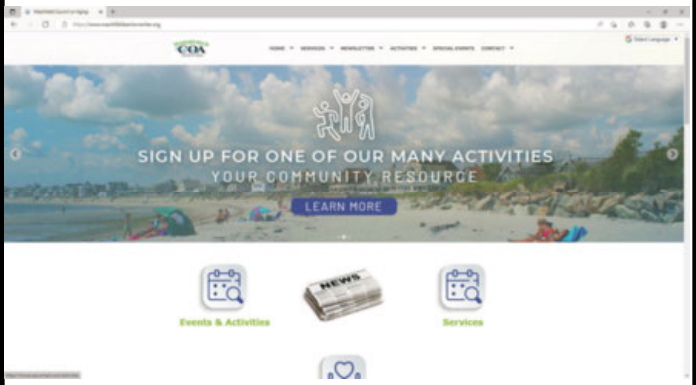 COA
HOME SERVICES NEWSLETTER ACTIVITIES SPECIAL EVENTS CONTACT
Select Language
SIGN UP FOR ONE OF OUR MANY ACTIVITIES
YOUR COMMUNITY RESOURCE
LEARN MORE
NEWS
Events & Activities
Services